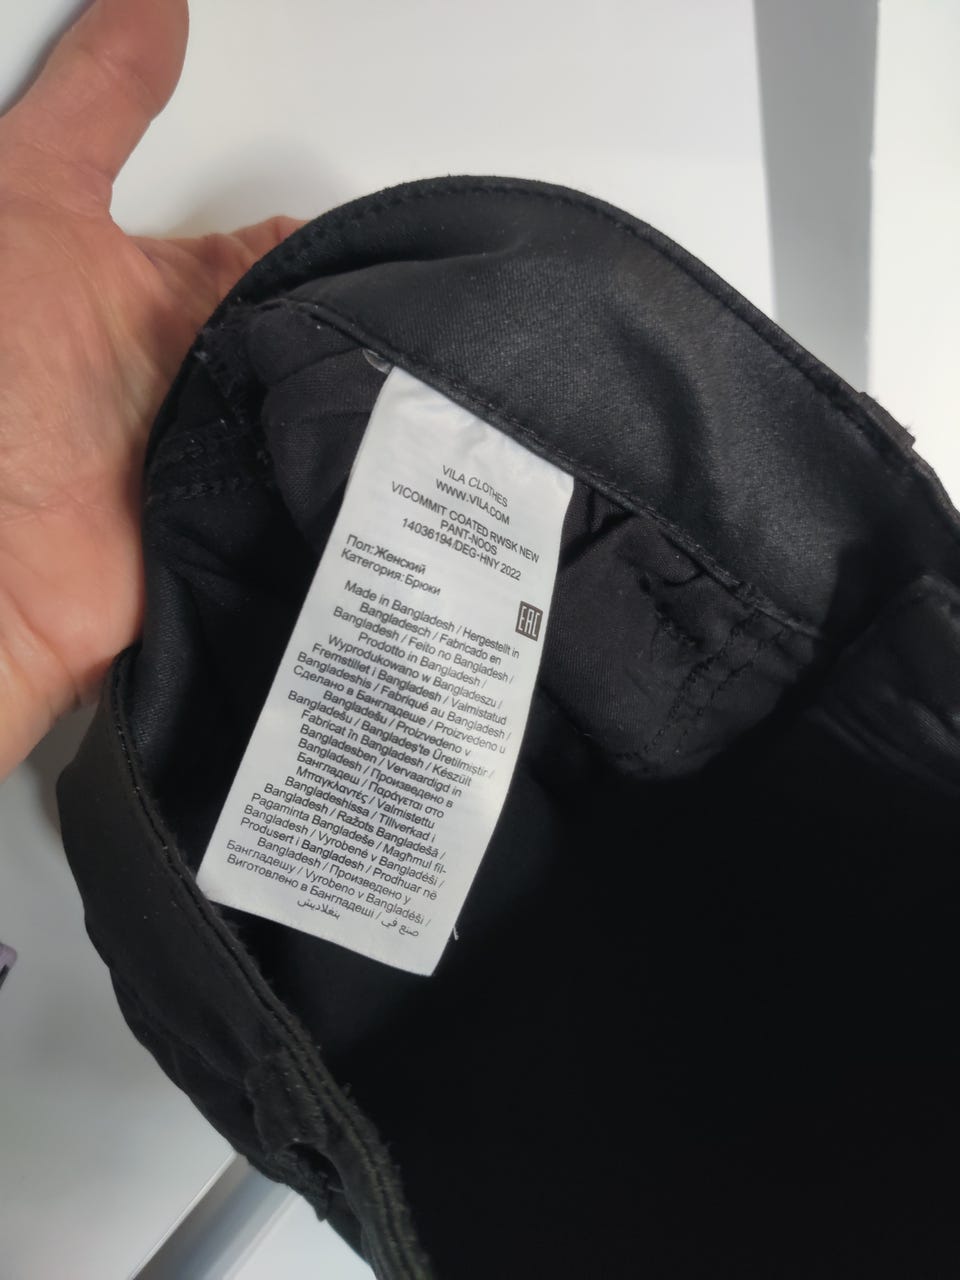 VILA CLOTHES
WWW.VILA.COM
VICOMMIT COATED RWSK NEW
PANT-NOOS
14036194/DEG-HNY 2022
Пол:Женский
Категория:Брюки
EAC
Made in Bangladesh / Hergestellt in
Bangladesch / Fabricado en
Bangladesh / Feito no Bangladesh /
Prodotto in Bangladesh /
Wyprodukowano w Bangladeszu /
Fremstillet i Bangladesh / Valmistatud
Bangladeshis / Fabriqué au Bangladesh /
Сделано в Бангладеше / Proizvedeno u
Bangladešu / Proizvedeno v
Bangladešu / Bangladeş'te Üretilmiştir /
Fabricat în Bangladesh / Készült
Bangladesben / Vervaardigd in
Bangladesh / Произведено в
Бангладеш / Παράγεται στο
Μπαγκλαντές / Valmistettu
Bangladeshissa / Tillverkad i
Bangladesh / Ražots Bangladešā /
Pagaminta Bangladeše / Magħmul fil-
Bangladesh / Vyrobené v Bangladéši /
Produsert i Bangladesh / Prodhuar në
Bangladesh / Произведено у
Бангладешу / Vyrobeno v Bangladéši /
Виготовлено в Бангладеші / صنع في
بنغلاديش